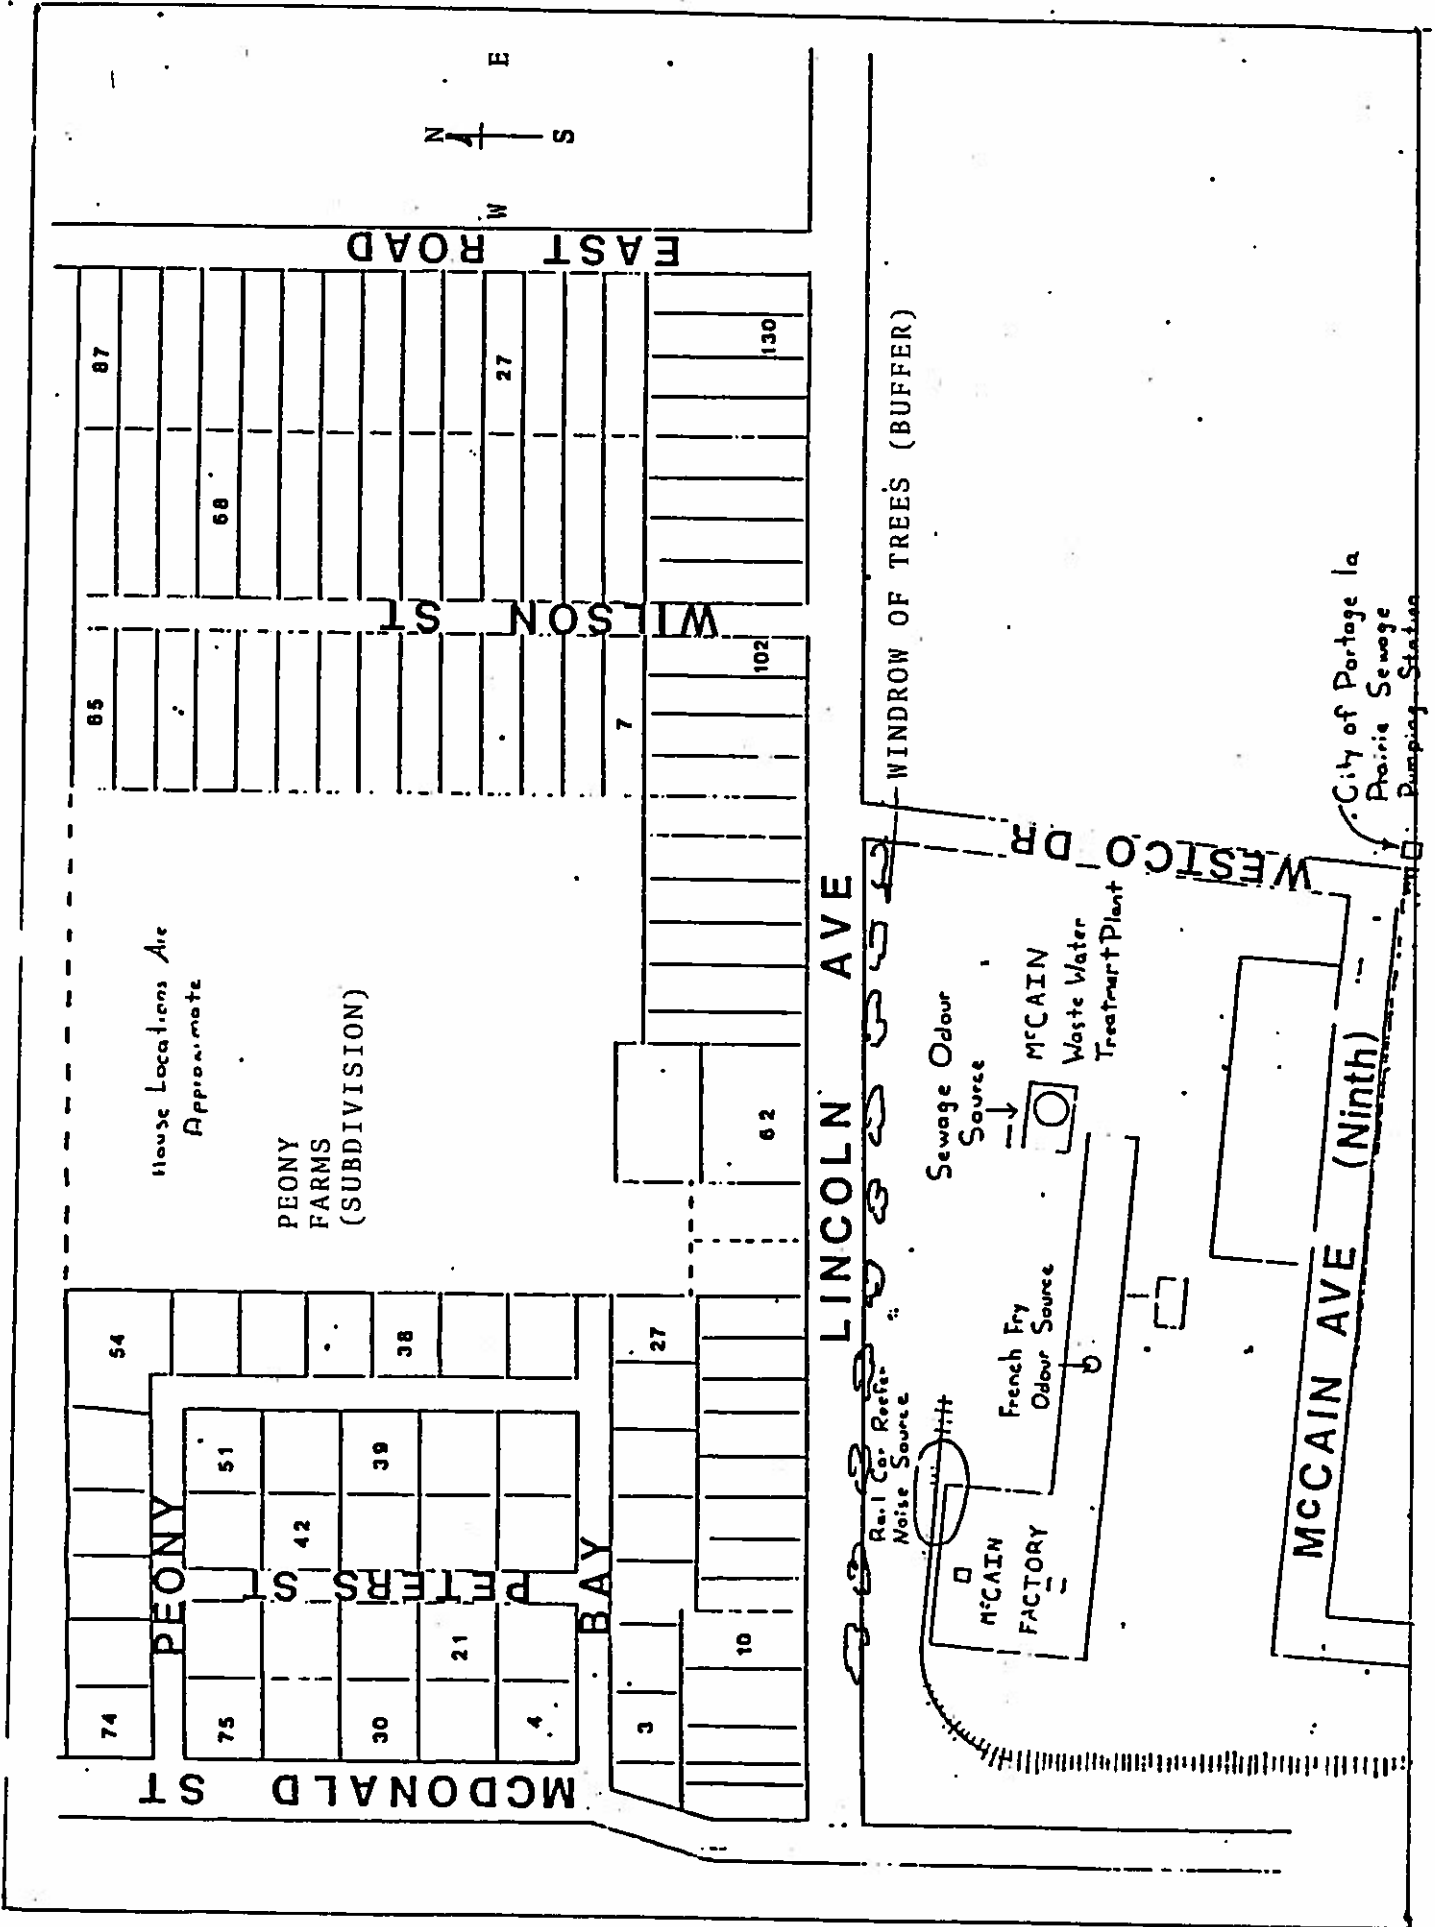 N
W
E
S
EAST ROAD
87
68
27
130
WILSON ST
65
7
102
House Locations Are
Approximate
PEONY
FARMS
(SUBDIVISION)
62
54
38
27
51
39
42
PEONY
PETERS ST
BAY
21
10
74
75
30
4
3
MCDONALD ST
LINCOLN AVE
WINDROW OF TREES (BUFFER)
WESTCO DR
City of Portage la
Prairie Sewage
Pumping Station
Sewage Odour
Source
McCAIN
Waste Water
Treatment Plant
French Fry
Odour Source
Rail Car Reefer
Noise Source
McCAIN
FACTORY
MCCAIN AVE (Ninth)